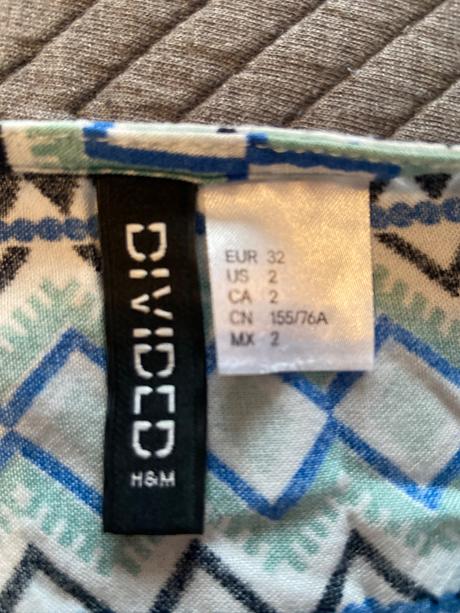 DIVIDED
H&M
EUR 32
US 2
CA 2
CN 155/76A
MX 2